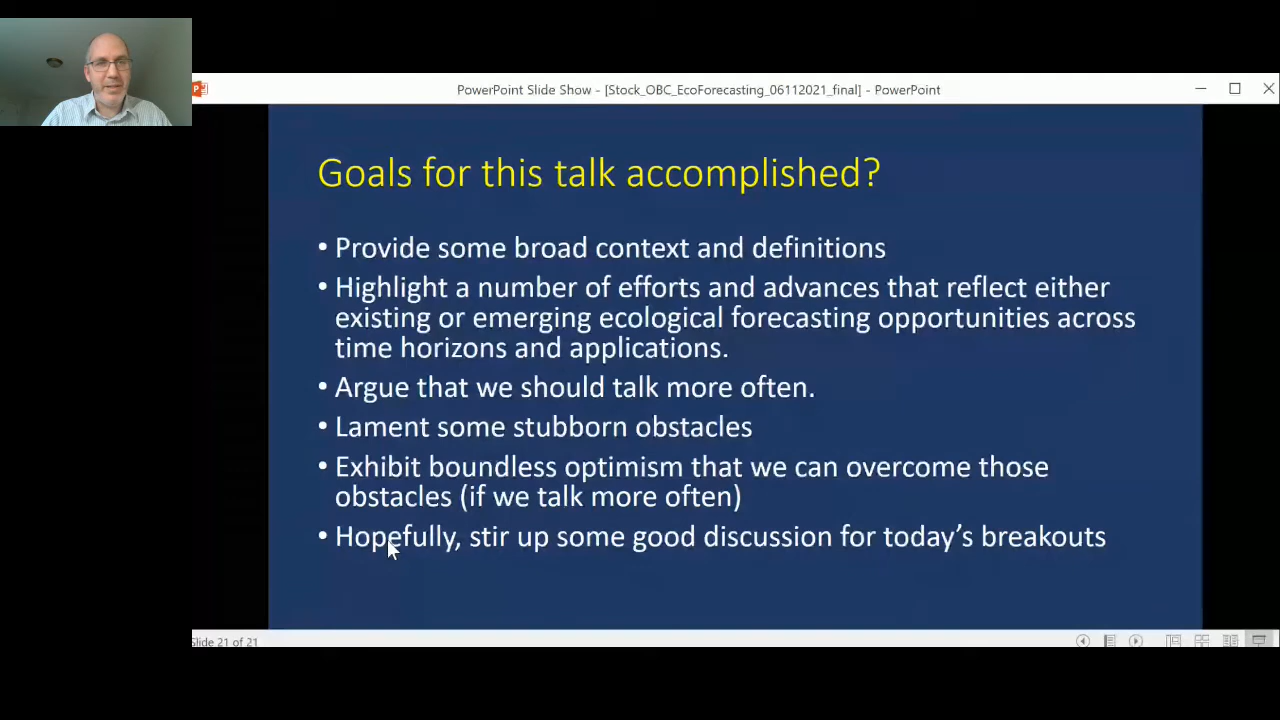 PowerPoint Slide Show - [Stock_OBC_EcoForecasting_06112021_final] - PowerPoint
Goals for this talk accomplished?
• Provide some broad context and definitions
• Highlight a number of efforts and advances that reflect either
existing or emerging ecological forecasting opportunities across
time horizons and applications.
• Argue that we should talk more often.
• Lament some stubborn obstacles
• Exhibit boundless optimism that we can overcome those
obstacles (if we talk more often)
• Hopefully, stir up some good discussion for today’s breakouts
Slide 21 of 21